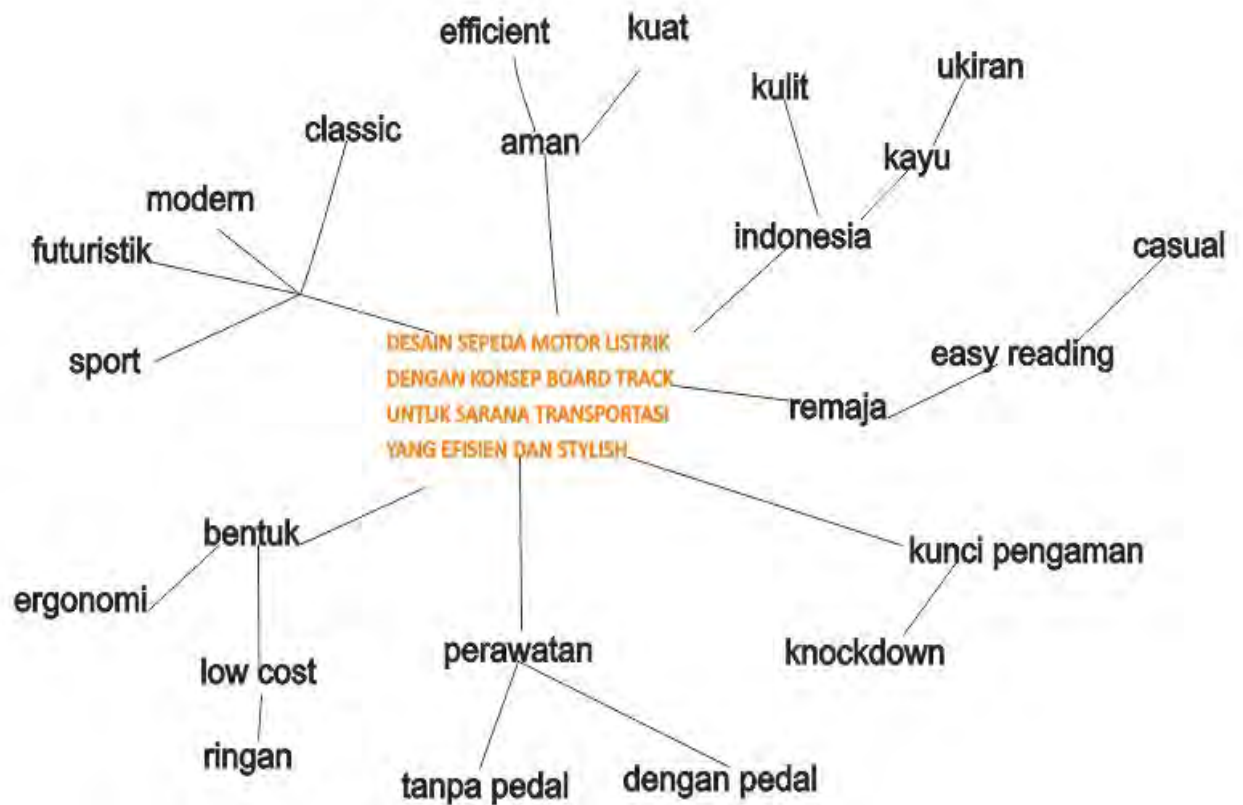 efficient
kuat
ukiran
kulit
classic
aman
kayu
modern
indonesia
futuristik
casual
DESAIN SEPEDA MOTOR LISTRIK
DENGAN KONSEP BOARD TRACK
UNTUK SARANA TRANSPORTASI
YANG EFISIEN DAN STYLISH
sport
easy reading
remaja
bentuk
kunci pengaman
ergonomi
perawatan
knockdown
low cost
ringan
tanpa pedal
dengan pedal